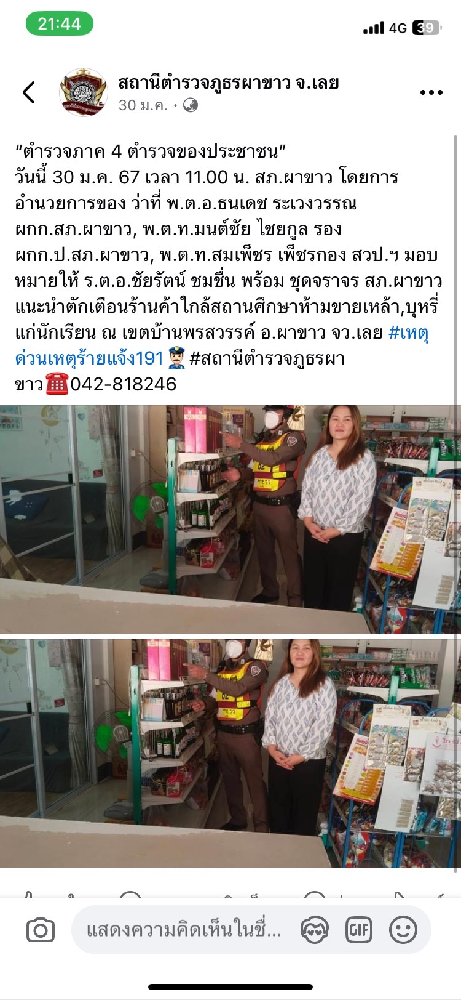 21:44
4G 39
สถานีตำรวจภูธรผาขาว จ.เลย
30 ม.ค. ·
“ตำรวจภาค 4 ตำรวจของประชาชน”
วันนี้ 30 ม.ค. 67 เวลา 11.00 น. สภ.ผาขาว โดยการ
อำนวยการของ ว่าที่ พ.ต.อ.ธนเดช ระเวงวรรณ
ผกก.สภ.ผาขาว, พ.ต.ท.มนต์ชัย ไชยกูล รอง
ผกก.ป.สภ.ผาขาว, พ.ต.ท.สมเพ็ชร เพ็ชรกอง สวป.ฯ มอบ
หมายให้ ร.ต.อ.ชัยรัตน์ ชมชื่น พร้อม ชุดจราจร สภ.ผาขาว
แนะนำตักเตือนร้านค้าใกล้สถานศึกษาห้ามขายเหล้า,บุหรี่
แก่นักเรียน ณ เขตบ้านพรสวรรค์ อ.ผาขาว จว.เลย #เหตุ
ด่วนเหตุร้ายแจ้ง191👮🏻‍♂️#สถานีตำรวจภูธรผา
ขาว☎️042-818246
แสดงความคิดเห็นในชื่...
GIF